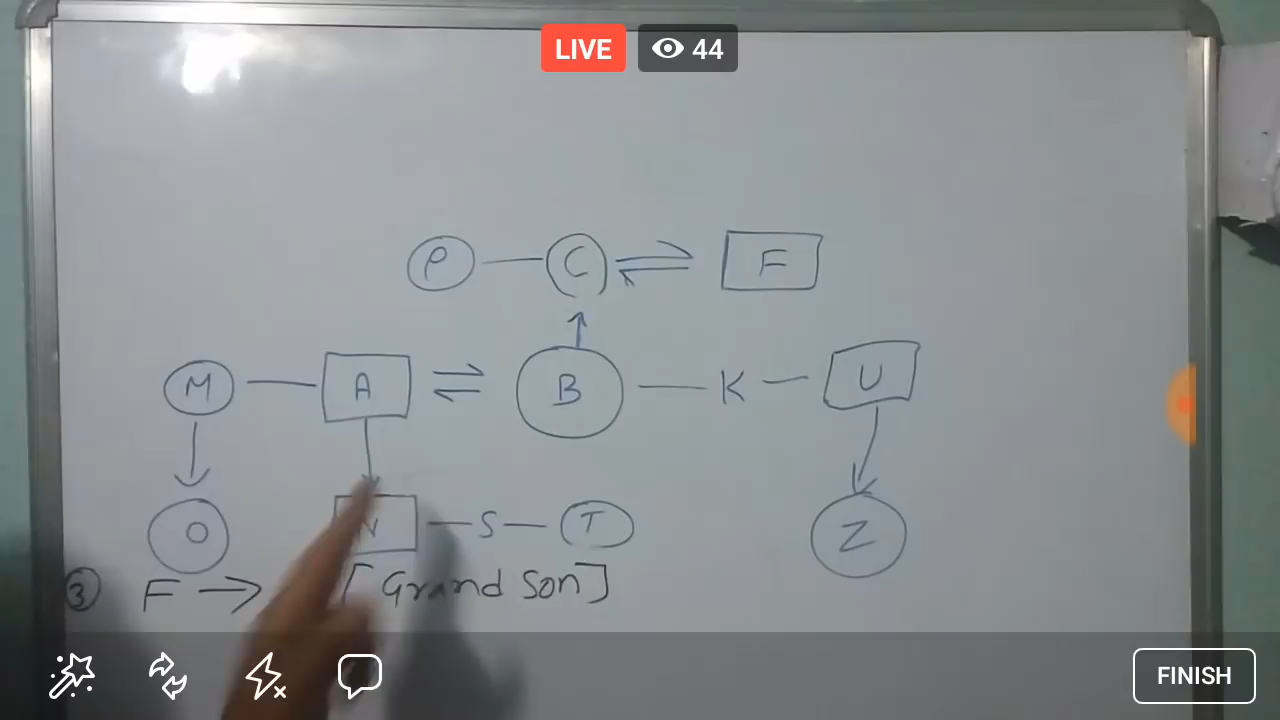 LIVE 44
P C F
M A B K U
O N S T Z
③ F → [Grand Son]
FINISH